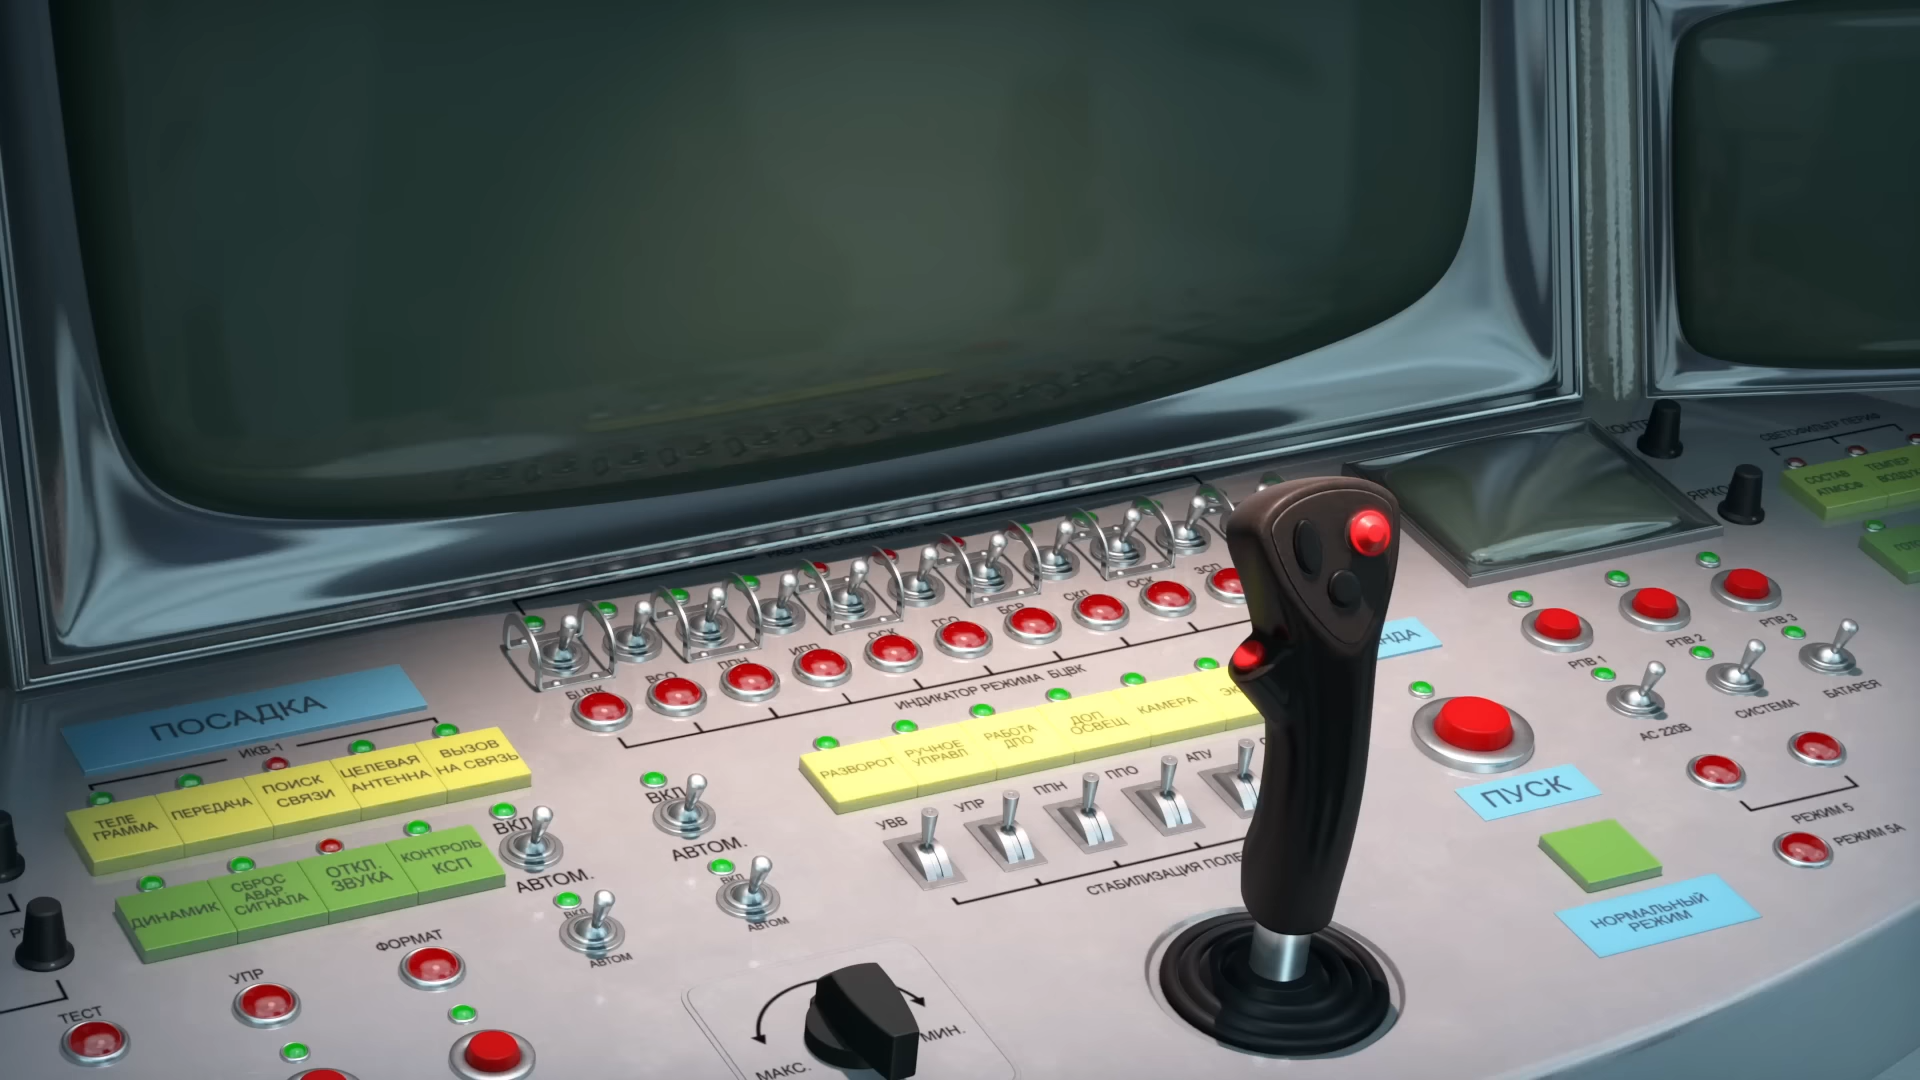 ПОСАДКА
ИКВ-1
ТЕЛЕ
ГРАММА
ПЕРЕДАЧА
ПОИСК
СВЯЗИ
ЦЕЛЕВАЯ
АНТЕННА
ВЫЗОВ
НА СВЯЗЬ
ДИНАМИК
СБРОС
АВАР.
СИГНАЛА
ОТКЛ.
ЗВУКА
КОНТРОЛЬ
КСП
ВКЛ
АВТОМ.
ВКЛ
АВТОМ
ВКЛ
АВТОМ.
ВКЛ
АВТОМ
ТЕСТ
УПР
ФОРМАТ
МАКС.
МИН.
БЦВК
ВСО
ППН
ИПП
ОСК
ГСО
БСР
СКЛ
ОСК
ЗСП
ИНДИКАТОР РЕЖИМА БЦВК
РАЗВОРОТ
РУЧНОЕ
УПРАВЛ
РАБОТА
ДПО
ДОП
ОСВЕЩ
КАМЕРА
УВВ
УПР
ППН
ППО
АПУ
СТАБИЛИЗАЦИЯ
СВЕТОФИЛЬТР
СОСТАВ
АТМОСФ
РПВ 1
РПВ 2
РПВ 3
АС 220В
СИСТЕМА
БАТАРЕЯ
ПУСК
РЕЖИМ 5
РЕЖИМ 5А
НОРМАЛЬНЫЙ
РЕЖИМ